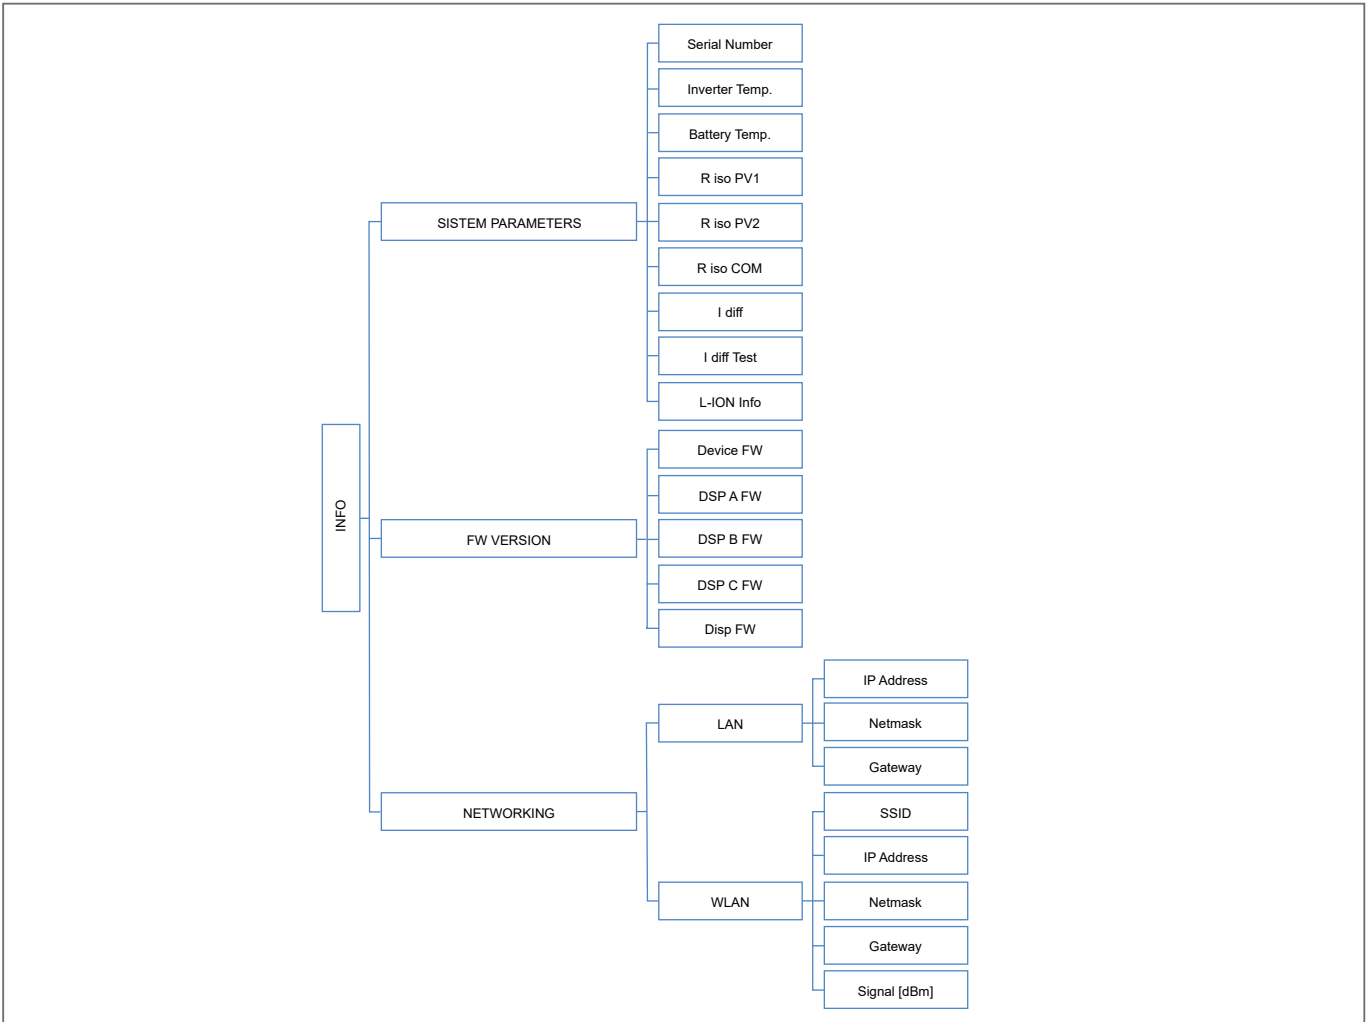 INFO
SISTEM PARAMETERS
Serial Number
Inverter Temp.
Battery Temp.
R iso PV1
R iso PV2
R iso COM
I diff
I diff Test
L-ION Info
FW VERSION
Device FW
DSP A FW
DSP B FW
DSP C FW
Disp FW
NETWORKING
LAN
IP Address
Netmask
Gateway
WLAN
SSID
IP Address
Netmask
Gateway
Signal [dBm]